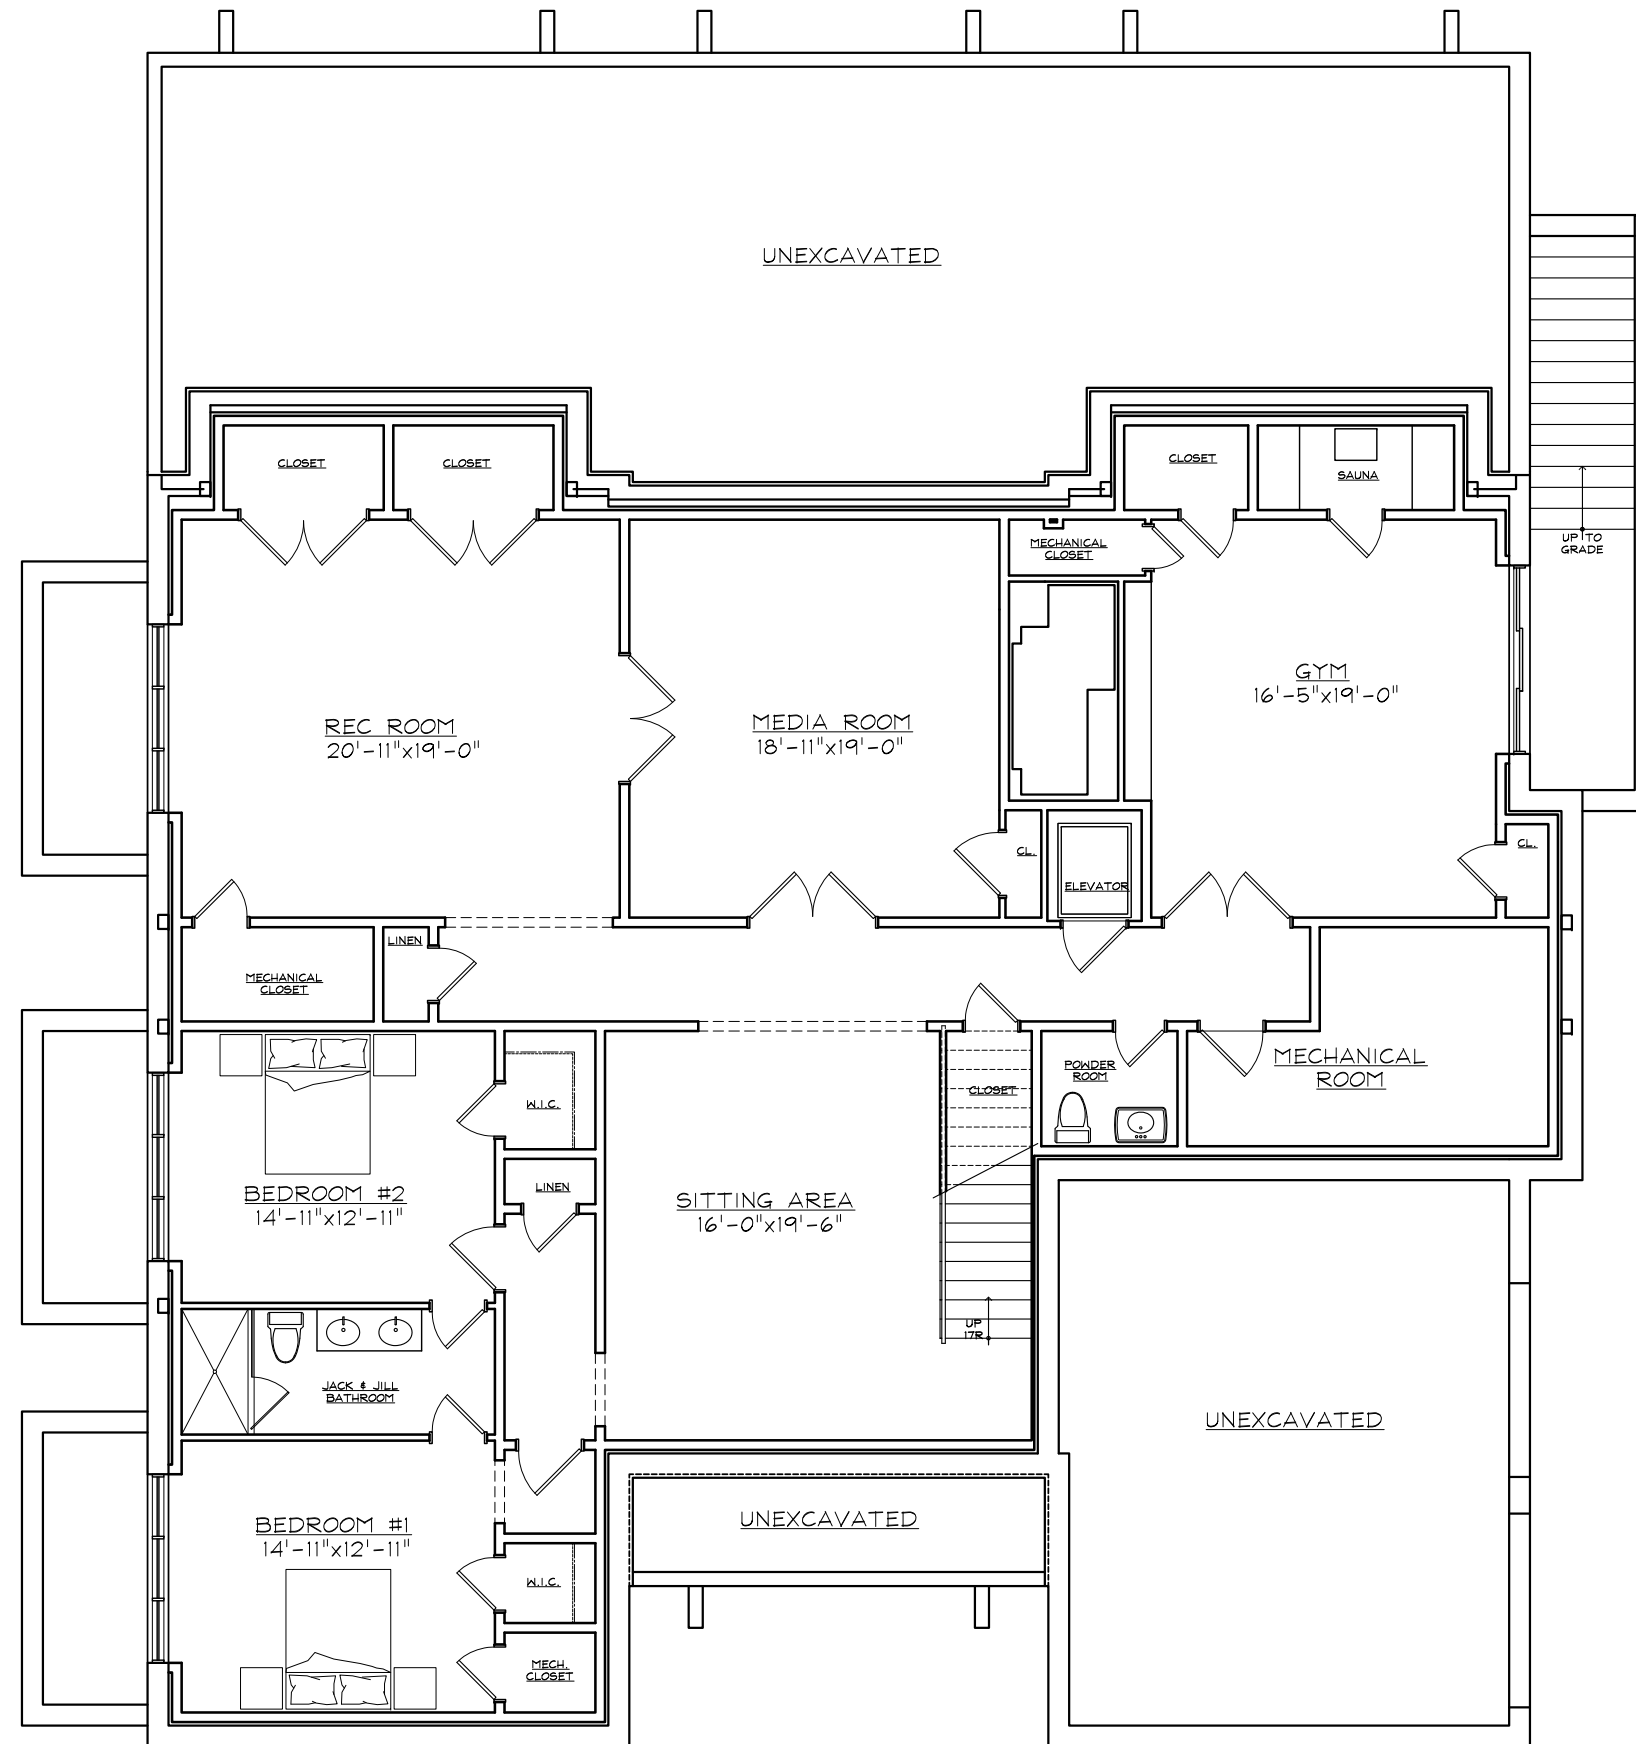 UNEXCAVATED
CLOSET
CLOSET
CLOSET
SAUNA
UP TO
GRADE
MECHANICAL
CLOSET
GYM
16'-5"x19'-0"
REC ROOM
20'-11"x19'-0"
MEDIA ROOM
18'-11"x19'-0"
CL.
CL.
ELEVATOR
LINEN
MECHANICAL
CLOSET
MECHANICAL
ROOM
POWDER
ROOM
CLOSET
W.I.C.
LINEN
BEDROOM #2
14'-11"x12'-11"
SITTING AREA
16'-0"x19'-6"
UP
17R
JACK & JILL
BATHROOM
UNEXCAVATED
UNEXCAVATED
BEDROOM #1
14'-11"x12'-11"
W.I.C.
MECH.
CLOSET